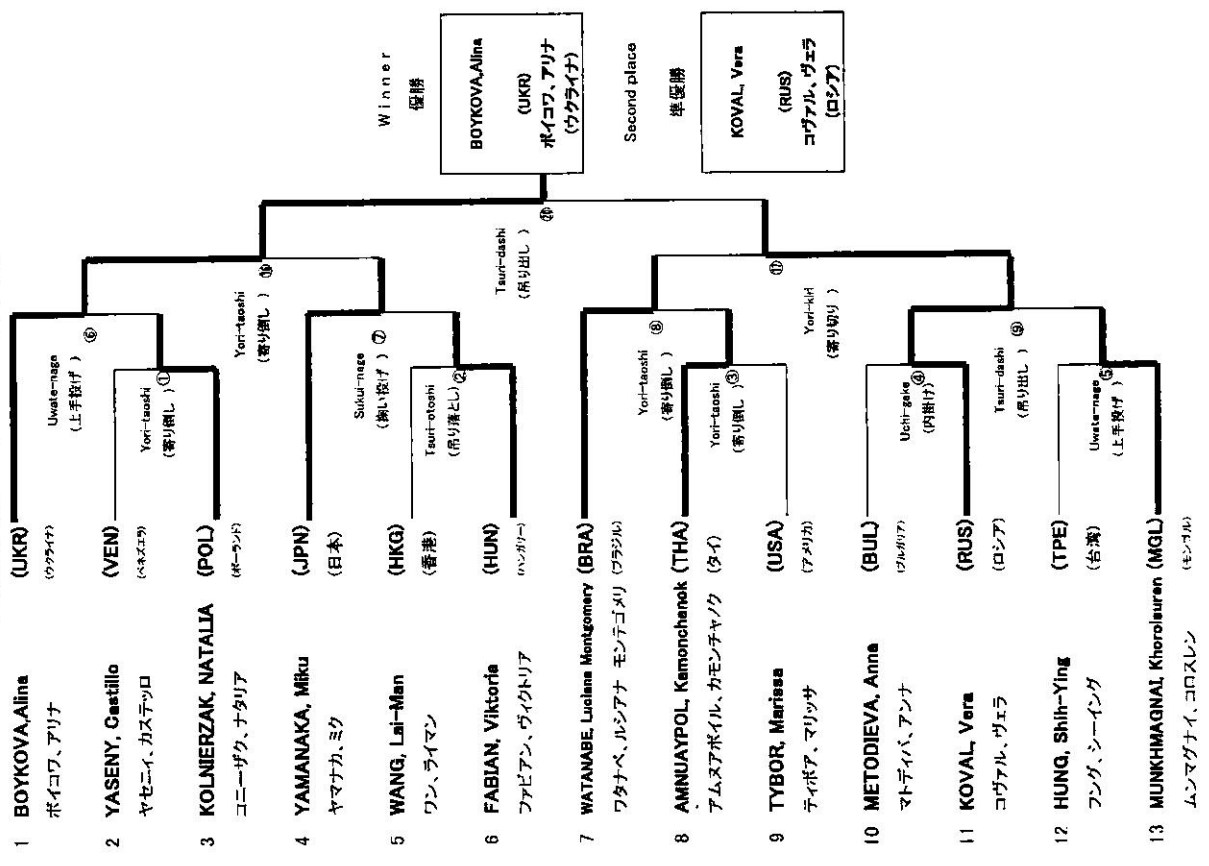 1 BOYKOVA,Alina (UKR)
ボイコワ、アリナ (ウクライナ)
2 YASENY, Castillo (VEN)
ヤセニィ、カステッロ (ベネズエラ)
3 KOLNIERZAK, NATALIA (POL)
コニーザク、ナタリア (ポーランド)
4 YAMANAKA, Miku (JPN)
ヤマナカ、ミク (日本)
5 WANG, Lai-Man (HKG)
ワン、ライマン (香港)
6 FABIAN, Viktoria (HUN)
ファビアン、ヴィクトリア (ハンガリー)
7 WATANABE, Luciana Montgomery (BRA)
ワタナベ、ルシアナ モンテゴメリ (ブラジル)
8 AMNUAYPOL, Kamonchanok (THA)
アムヌアポイル、カモンチャノク (タイ)
9 TYBOR, Marissa (USA)
ティボア、マリッサ (アメリカ)
10 METODIEVA, Anna (BUL)
マトディバ、アンナ (ブルガリア)
11 KOVAL, Vera (RUS)
コヴァル、ヴェラ (ロシア)
12 HUNG, Shih-Ying (TPE)
フング、シーイング (台湾)
13 MUNKHMAGNAI, Khorolsuren (MGL)
ムンマグナイ、コロスレン (モンゴル)
Uwate-nage
(上手投げ) ⑥
Yori-taoshi
(寄り倒し) ①
Sukui-nage
(掬い投げ) ⑦
Tsuri-otoshi
(吊り落とし) ②
Yori-taoshi
(寄り倒し) ⑧
Yori-taoshi
(寄り倒し) ③
Uchi-gake
(内掛け) ④
Tsuri-dashi
(吊り出し) ⑨
Uwate-nage
(上手投げ) ⑤
Yori-taoshi
(寄り倒し) ⑯
Yori-kiri
(寄り切り) ⑰
Tsuri-dashi
(吊り出し) ⑳
Winner
優勝
BOYKOVA,Alina
(UKR)
ボイコワ、アリナ
(ウクライナ)
Second place
準優勝
KOVAL, Vera
(RUS)
コヴァル、ヴェラ
(ロシア)